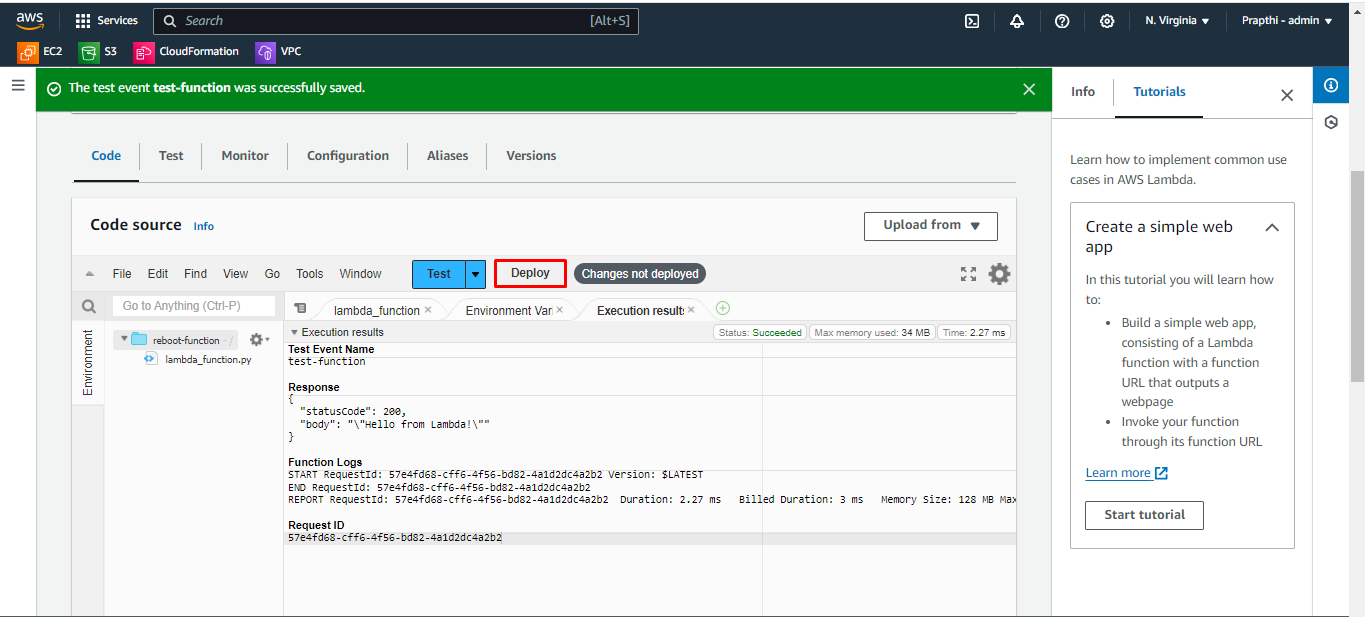 aws
Services
Search
[Alt+S]
N. Virginia
Prapthi - admin
EC2
S3
CloudFormation
VPC
The test event test-function was successfully saved.
Code
Test
Monitor
Configuration
Aliases
Versions
Code source
Info
Upload from
File
Edit
Find
View
Go
Tools
Window
Test
Deploy
Changes not deployed
Go to Anything (Ctrl-P)
lambda_function
Environment Vari
Execution results
Environment
reboot-function - /
lambda_function.py
Execution results
Status: Succeeded
Max memory used: 34 MB
Time: 2.27 ms
Test Event Name
test-function
Response
{
"statusCode": 200,
"body": "\"Hello from Lambda!\""
}
Function Logs
START RequestId: 57e4fd68-cff6-4f56-bd82-4a1d2dc4a2b2 Version: $LATEST
END RequestId: 57e4fd68-cff6-4f56-bd82-4a1d2dc4a2b2
REPORT RequestId: 57e4fd68-cff6-4f56-bd82-4a1d2dc4a2b2 Duration: 2.27 ms Billed Duration: 3 ms Memory Size: 128 MB Max
Request ID
57e4fd68-cff6-4f56-bd82-4a1d2dc4a2b2
Info
Tutorials
Learn how to implement common use
cases in AWS Lambda.
Create a simple web
app
In this tutorial you will learn how
to:
• Build a simple web app,
consisting of a Lambda
function with a function
URL that outputs a
webpage
• Invoke your function
through its function URL
Learn more
Start tutorial